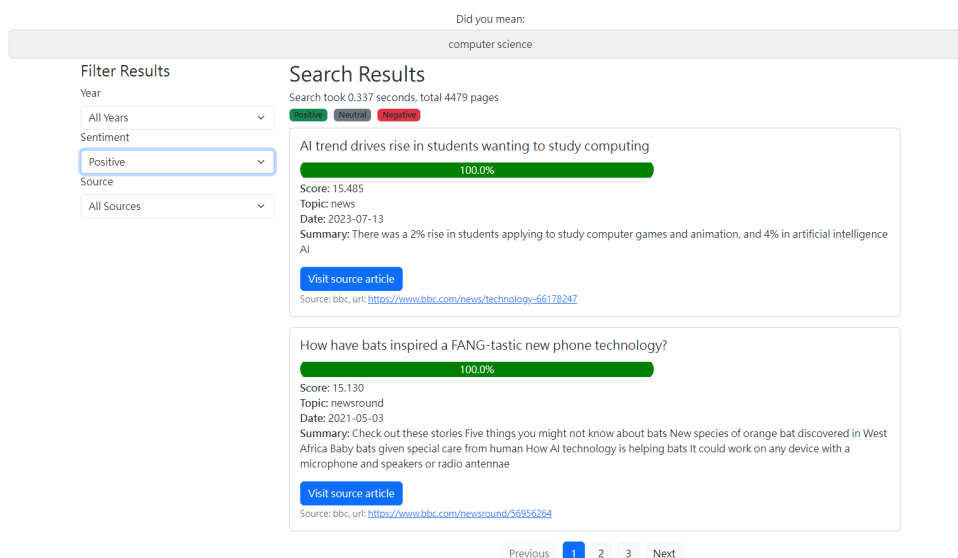 Did you mean:
computer science
Filter Results
Year
All Years
Sentiment
Positive
Source
All Sources
Search Results
Search took 0.337 seconds, total 4479 pages
Positive Neutral Negative
AI trend drives rise in students wanting to study computing
100.0%
Score: 15.485
Topic: news
Date: 2023-07-13
Summary: There was a 2% rise in students applying to study computer games and animation, and 4% in artificial intelligence
AI
Visit source article
Source: bbc, url: https://www.bbc.com/news/technology-66178247
How have bats inspired a FANG-tastic new phone technology?
100.0%
Score: 15.130
Topic: newsround
Date: 2021-05-03
Summary: Check out these stories Five things you might not know about bats New species of orange bat discovered in West
Africa Baby bats given special care from human How AI technology is helping bats It could work on any device with a
microphone and speakers or radio antennae
Visit source article
Source: bbc, url: https://www.bbc.com/newsround/56956264
Previous 1 2 3 Next